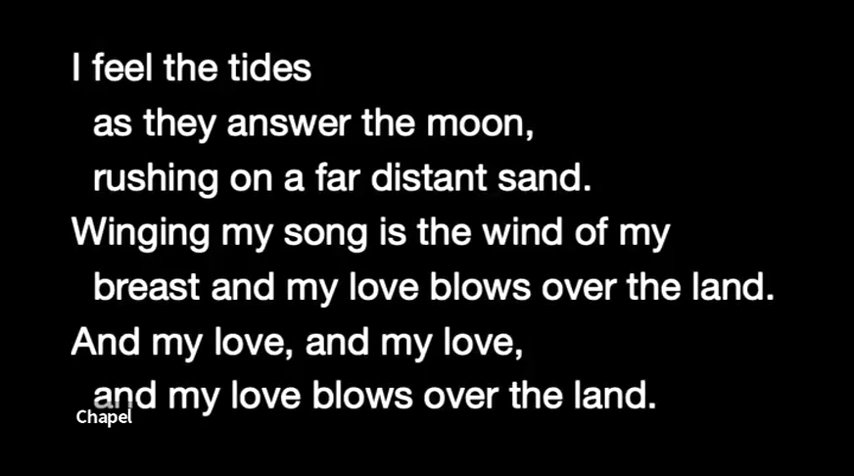 I feel the tides
as they answer the moon,
rushing on a far distant sand.
Winging my song is the wind of my
breast and my love blows over the land.
And my love, and my love,
and my love blows over the land.
Chapel